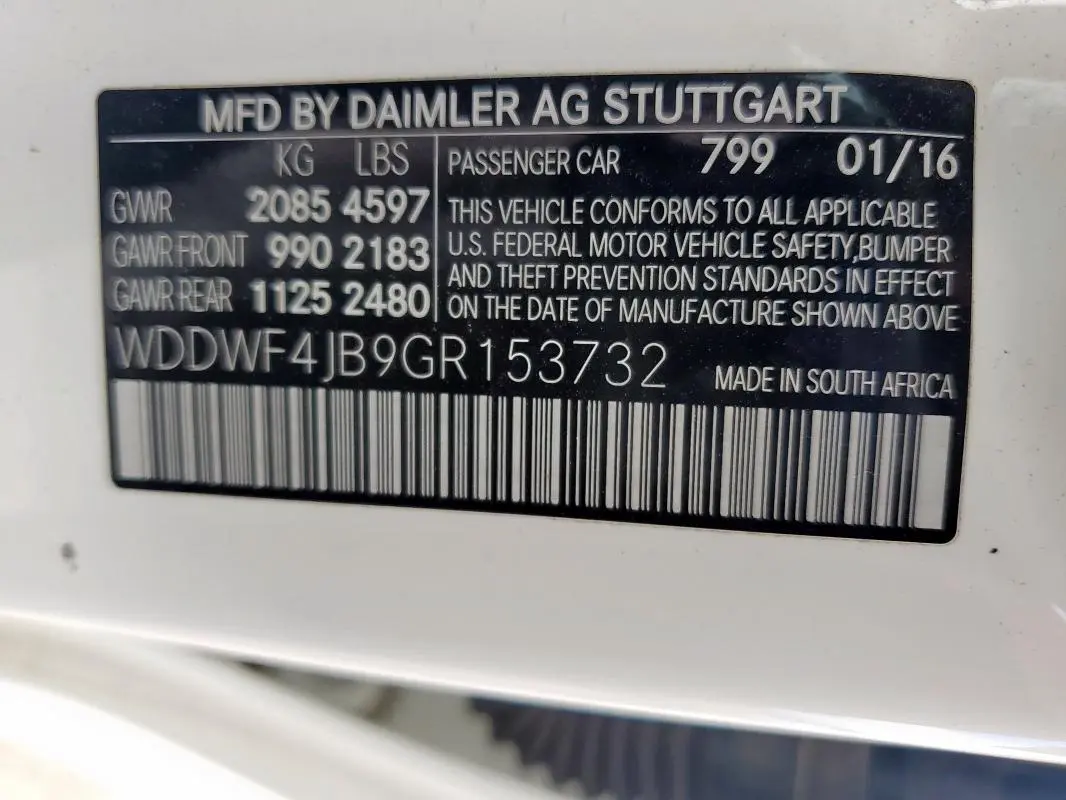 MFD BY DAIMLER AG STUTTGART
KG LBS
GVWR 2085 4597
GAWR FRONT 990 2183
GAWR REAR 1125 2480
PASSENGER CAR 799 01/16
THIS VEHICLE CONFORMS TO ALL APPLICABLE
U.S. FEDERAL MOTOR VEHICLE SAFETY,BUMPER
AND THEFT PREVENTION STANDARDS IN EFFECT
ON THE DATE OF MANUFACTURE SHOWN ABOVE
WDDWF4JB9GR153732
MADE IN SOUTH AFRICA